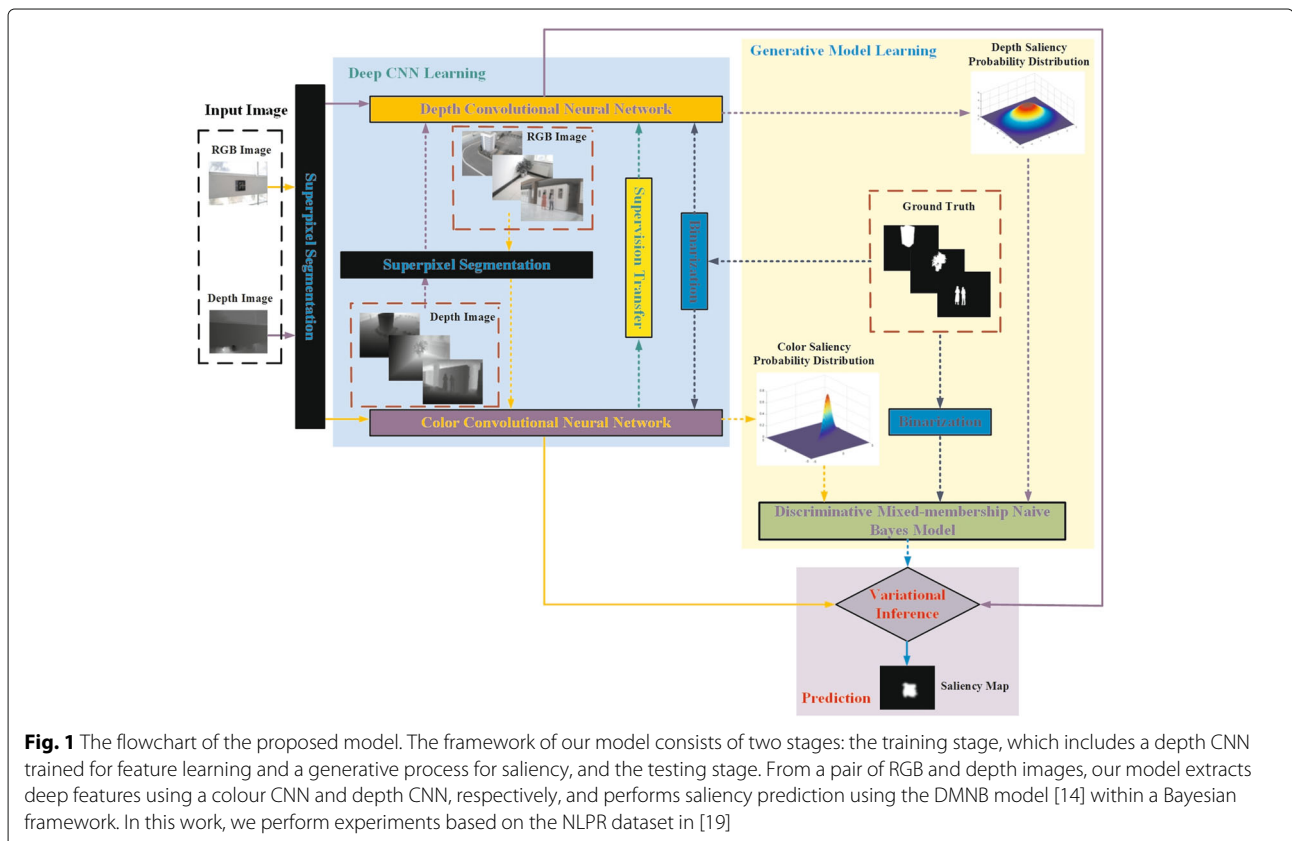 Generative Model Learning
Depth Saliency
Probability Distribution
Deep CNN Learning
Input Image
Depth Convolutional Neural Network
RGB Image
RGB Image
Superpixel Segmentation
Supervision Transfer
Binarization
Ground Truth
Superpixel Segmentation
Depth Image
Depth Image
Color Saliency
Probability Distribution
Color Convolutional Neural Network
Binarization
Discriminative Mixed-membership Naive
Bayes Model
Variational
Inference
Saliency Map
Prediction
Fig. 1 The flowchart of the proposed model. The framework of our model consists of two stages: the training stage, which includes a depth CNN
trained for feature learning and a generative process for saliency, and the testing stage. From a pair of RGB and depth images, our model extracts
deep features using a colour CNN and depth CNN, respectively, and performs saliency prediction using the DMNB model [14] within a Bayesian
framework. In this work, we perform experiments based on the NLPR dataset in [19]